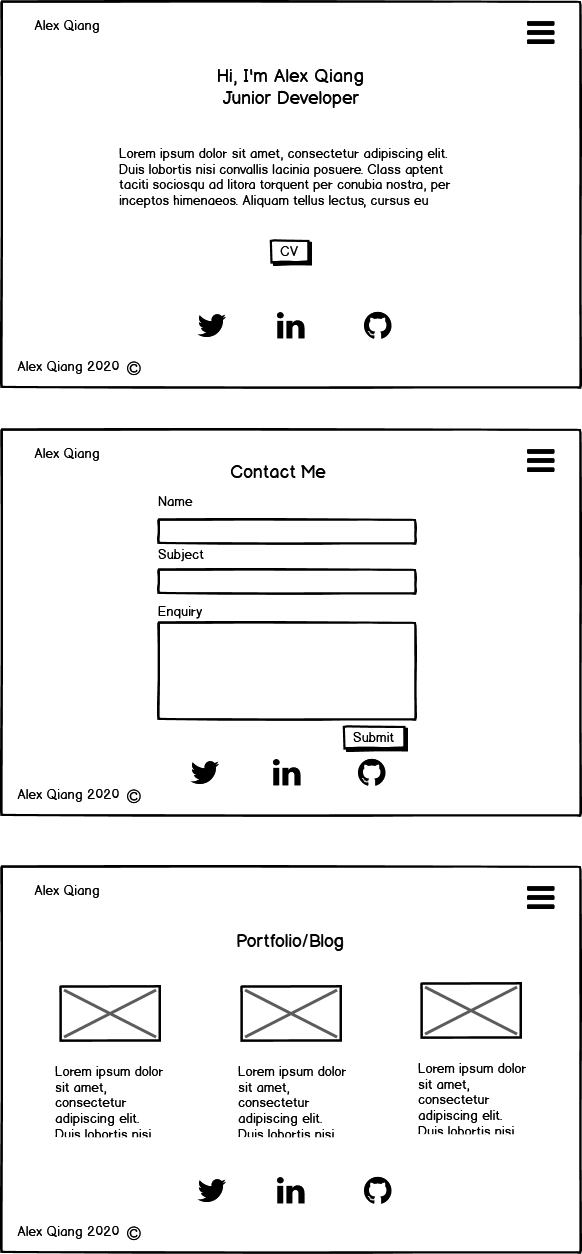 Alex Qiang
Hi, I'm Alex Qiang
Junior Developer
Lorem ipsum dolor sit amet, consectetur adipiscing elit.
Duis lobortis nisi convallis lacinia posuere. Class aptent
taciti sociosqu ad litora torquent per conubia nostra, per
inceptos himenaeos. Aliquam tellus lectus, cursus eu
CV
in
Alex Qiang 2020 ©
Alex Qiang
Contact Me
Name
Subject
Enquiry
Submit
in
Alex Qiang 2020 ©
Alex Qiang
Portfolio/Blog
Lorem ipsum dolor
sit amet,
consectetur
adipiscing elit.
Duis lobortis nisi
Lorem ipsum dolor
sit amet,
consectetur
adipiscing elit.
Duis lobortis nisi
Lorem ipsum dolor
sit amet,
consectetur
adipiscing elit.
Duis lobortis nisi
in
Alex Qiang 2020 ©